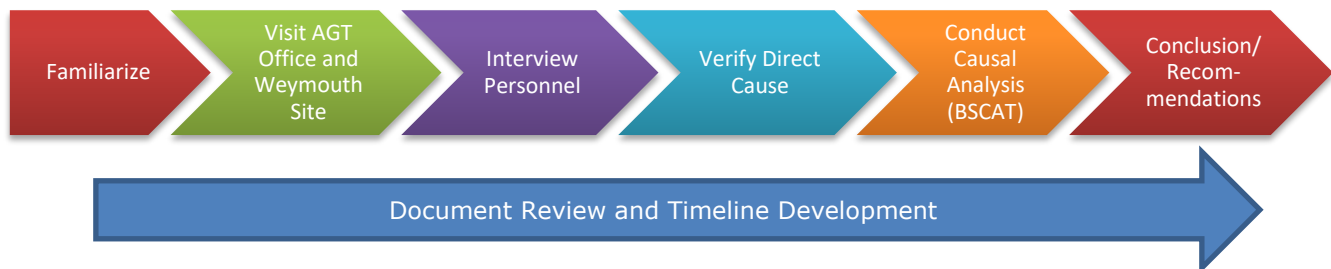 Familiarize
Visit AGT
Office and
Weymouth
Site
Interview
Personnel
Verify Direct
Cause
Conduct
Causal
Analysis
(BSCAT)
Conclusion/
Recom-
mendations
Document Review and Timeline Development